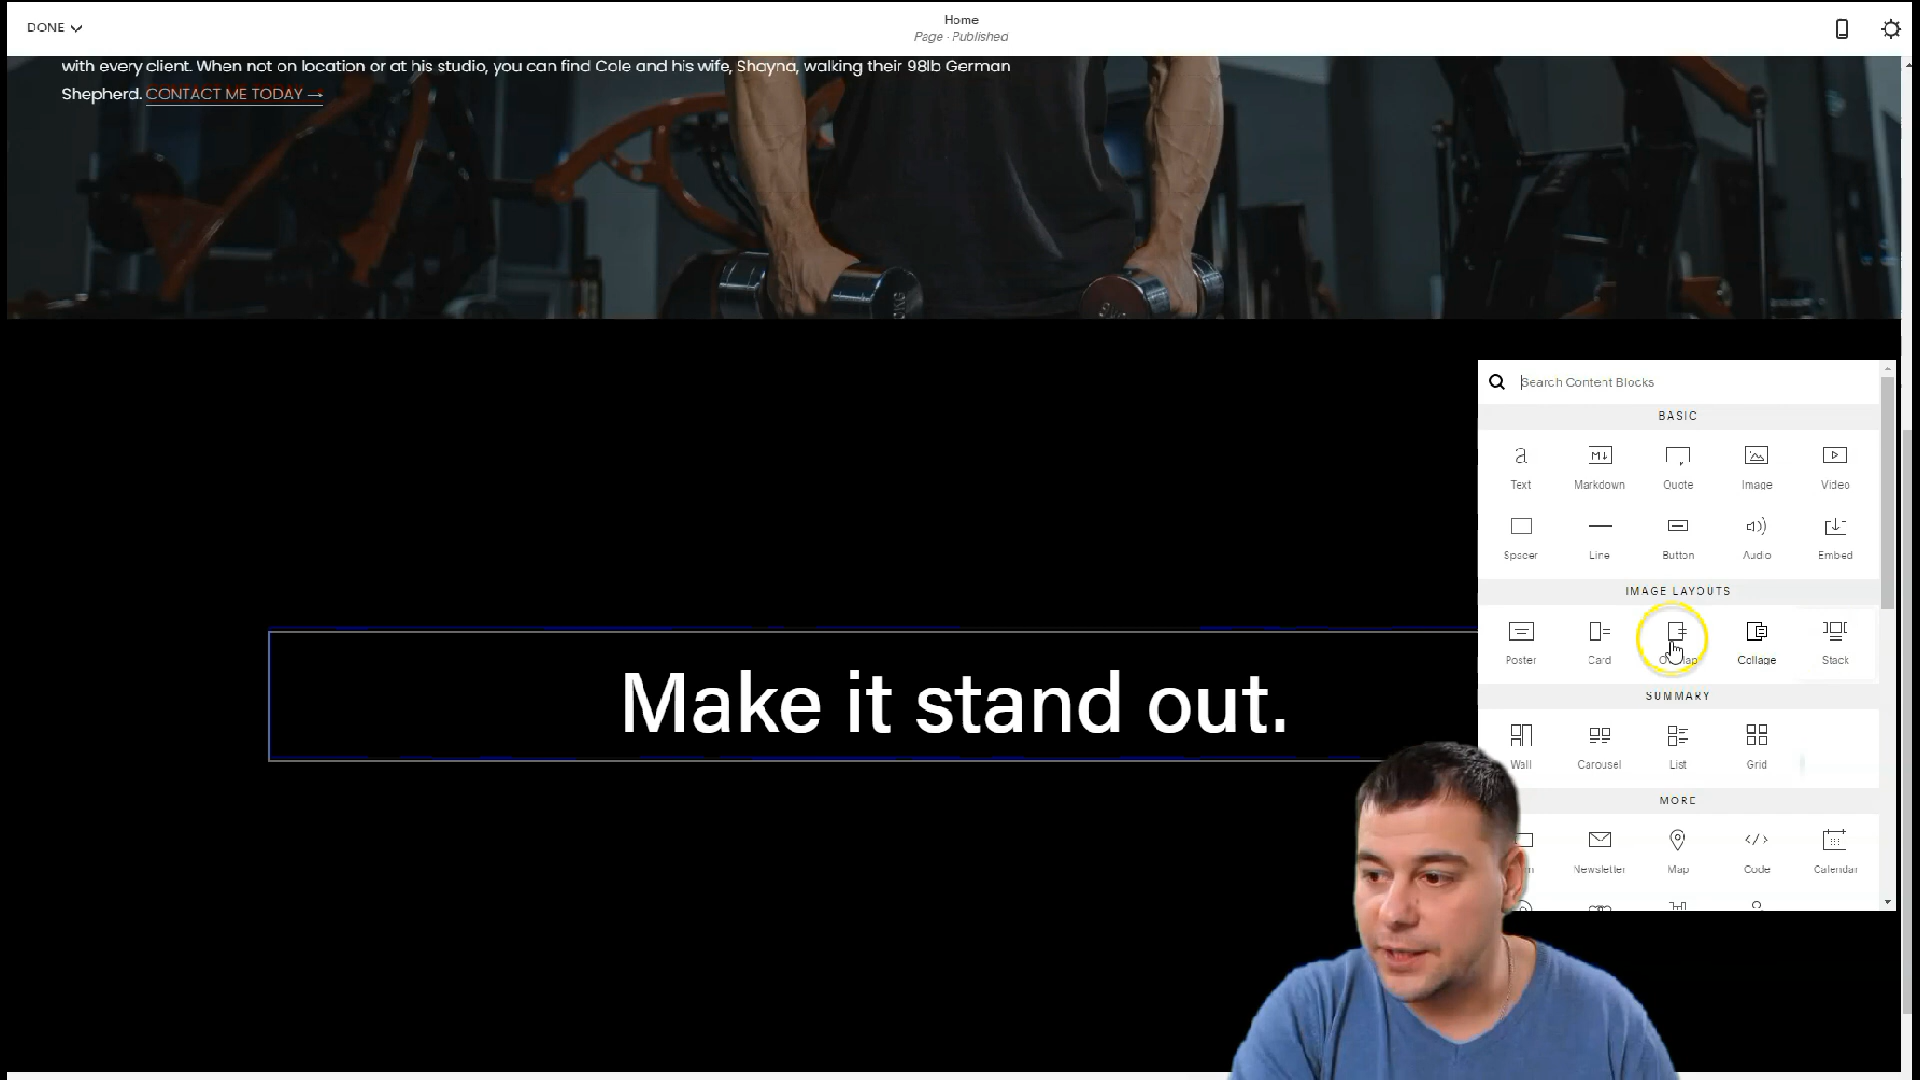 DONE
Home
Page · Published
with every client. When not on location or at his studio, you can find Cole and his wife, Shayna, walking their 98lb German
Shepherd. CONTACT ME TODAY →
Search Content Blocks
BASIC
a
M↓
Text Markdown Quote Image Video
Spacer Line Button Audio Embed
IMAGE LAYOUTS
Poster Card Overlap Collage Stack
Make it stand out.
SUMMARY
Wall Carousel List Grid
MORE
</>
Newsletter Map Code Calendar